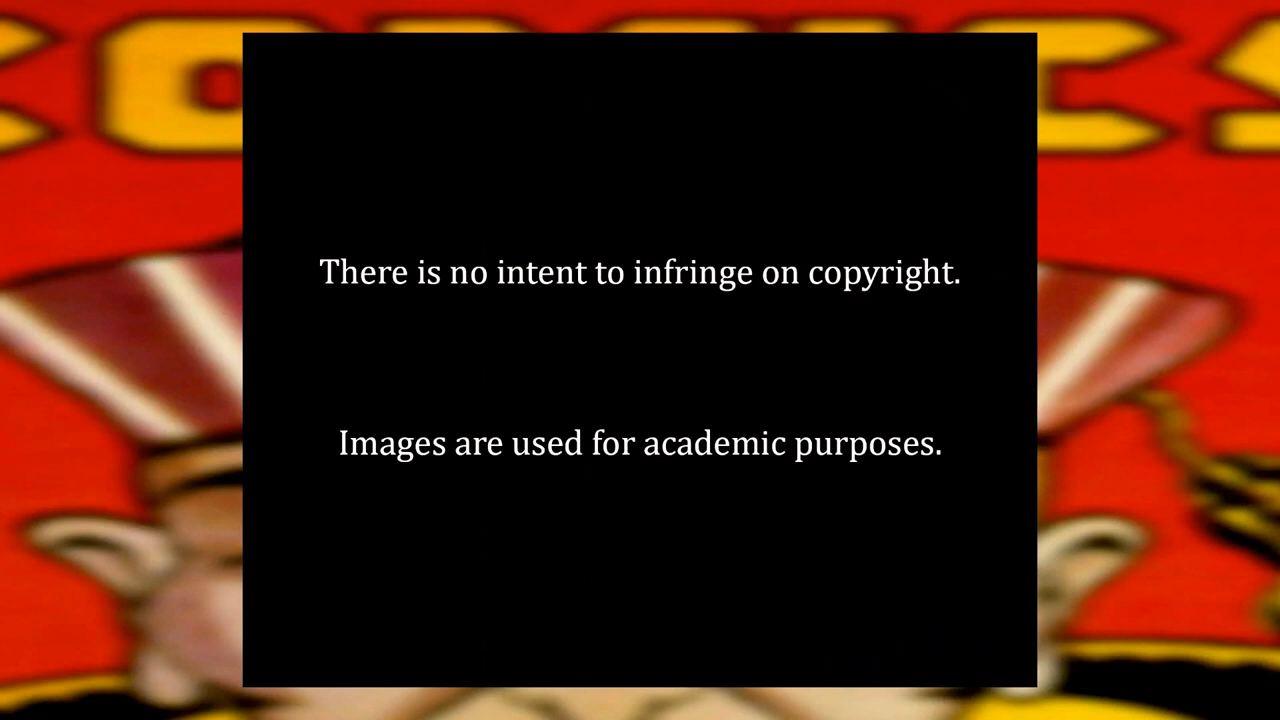 There is no intent to infringe on copyright.
Images are used for academic purposes.